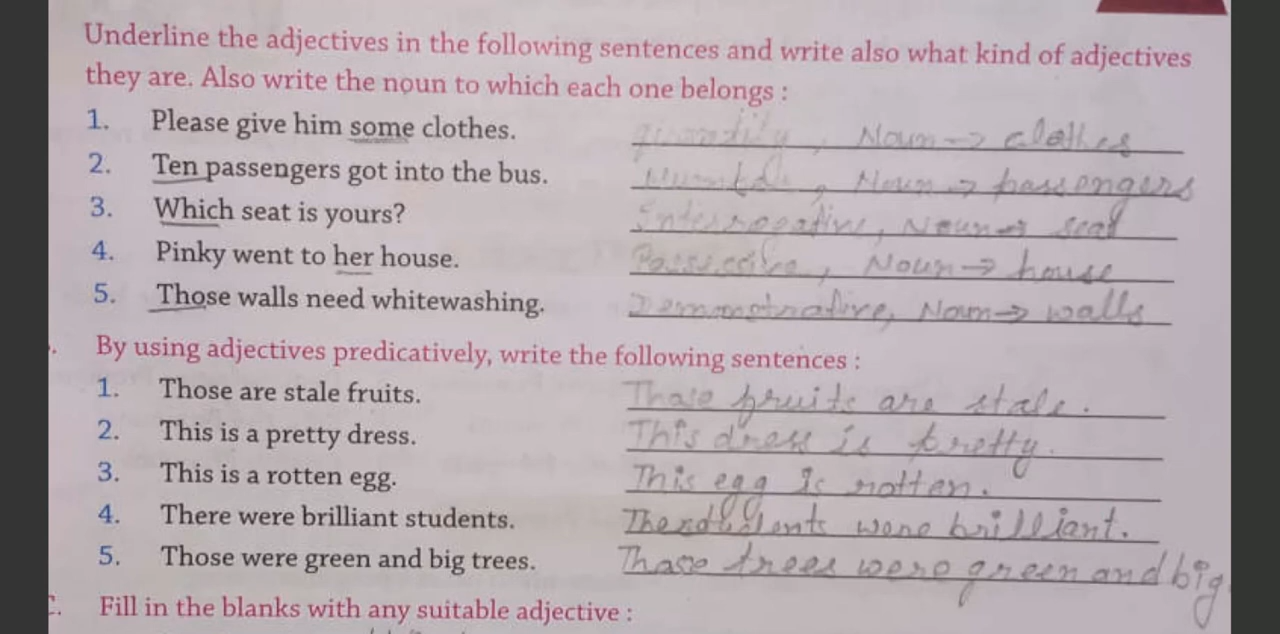 Underline the adjectives in the following sentences and write also what kind of adjectives
they are. Also write the noun to which each one belongs :
1. Please give him some clothes. quantity, Noun → clothes
2. Ten passengers got into the bus. Number, Noun → passengers
3. Which seat is yours? Interrogative, Noun → seat
4. Pinky went to her house. Noun → house
5. Those walls need whitewashing. Demonstrative, Noun → walls
By using adjectives predicatively, write the following sentences :
1. Those are stale fruits. Those fruits are stale.
2. This is a pretty dress. This dress is pretty.
3. This is a rotten egg. This egg is rotten.
4. There were brilliant students. were brilliant.
5. Those were green and big trees. Those trees were green and big
C. Fill in the blanks with any suitable adjective :